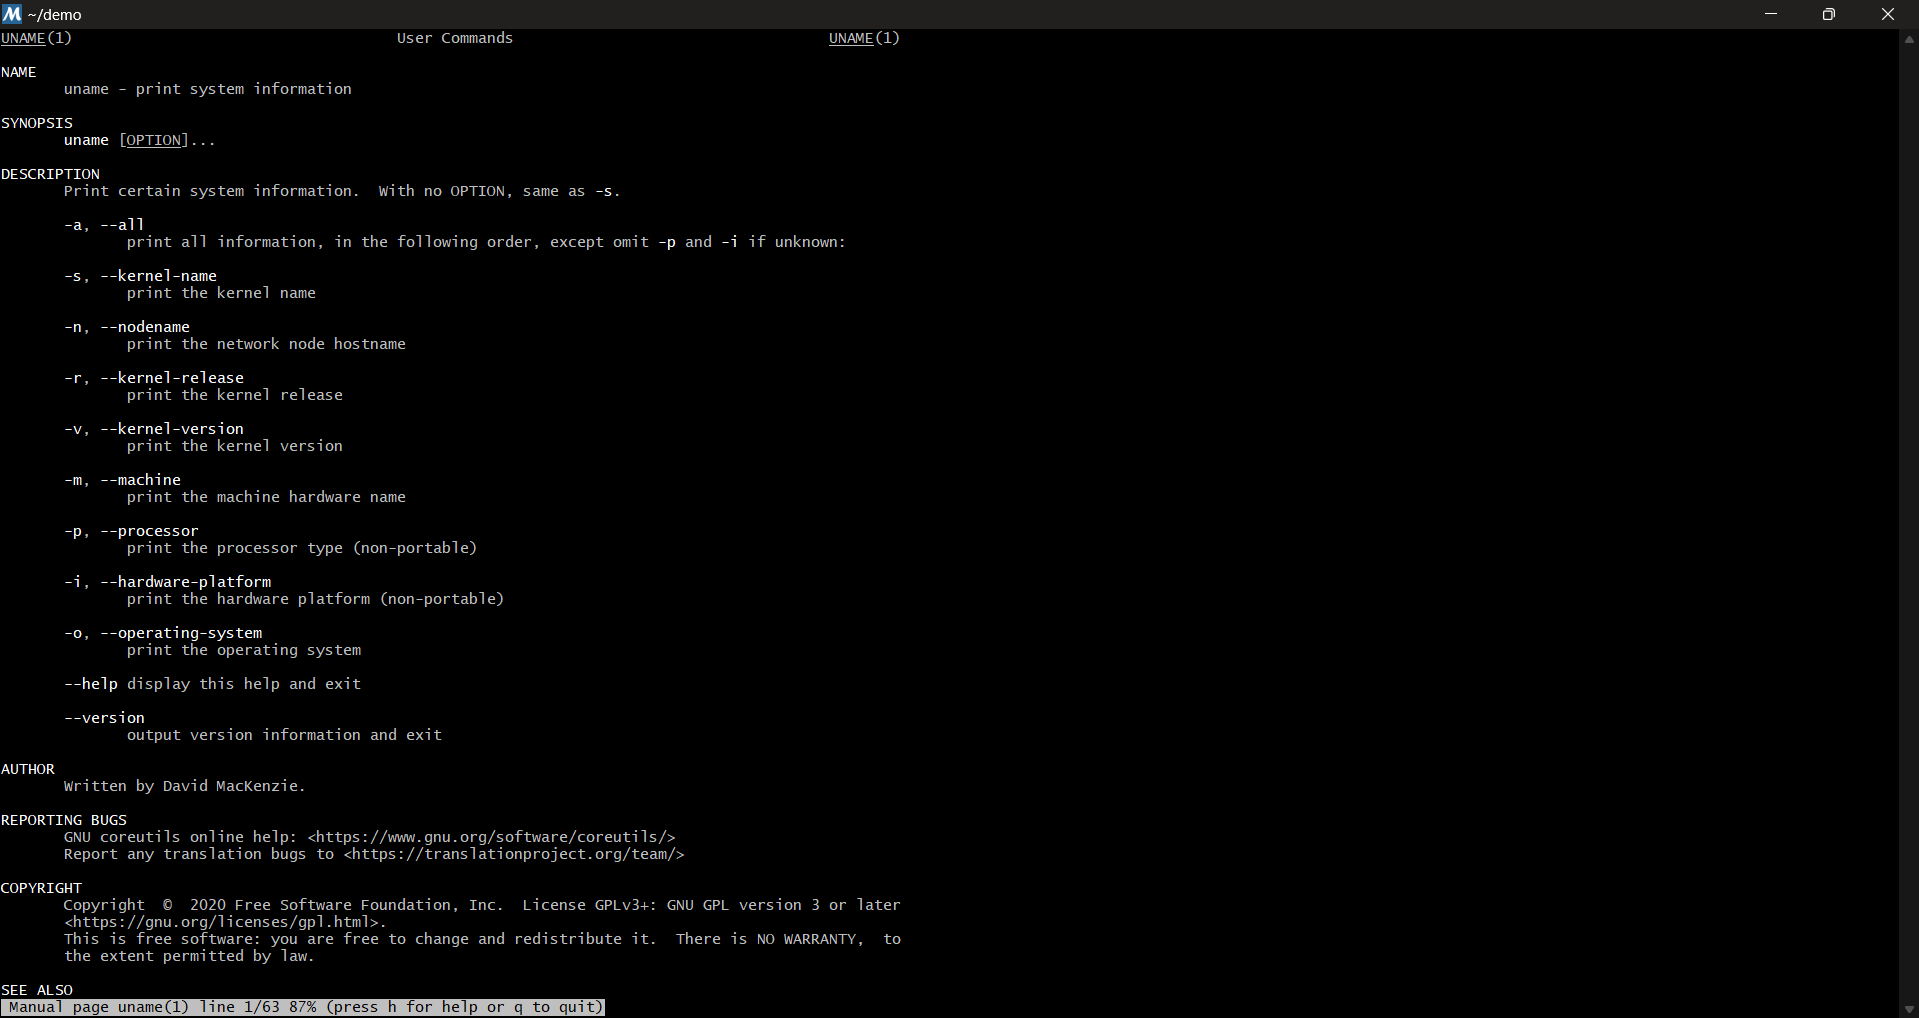 ~/demo
UNAME(1) User Commands UNAME(1)
NAME
uname - print system information
SYNOPSIS
uname [OPTION]...
DESCRIPTION
Print certain system information.  With no OPTION, same as -s.
-a, --all
print all information, in the following order, except omit -p and -i if unknown:
-s, --kernel-name
print the kernel name
-n, --nodename
print the network node hostname
-r, --kernel-release
print the kernel release
-v, --kernel-version
print the kernel version
-m, --machine
print the machine hardware name
-p, --processor
print the processor type (non-portable)
-i, --hardware-platform
print the hardware platform (non-portable)
-o, --operating-system
print the operating system
--help display this help and exit
--version
output version information and exit
AUTHOR
Written by David MacKenzie.
REPORTING BUGS
GNU coreutils online help: <https://www.gnu.org/software/coreutils/>
Report any translation bugs to <https://translationproject.org/team/>
COPYRIGHT
Copyright  ©  2020 Free Software Foundation, Inc.  License GPLv3+: GNU GPL version 3 or later
<https://gnu.org/licenses/gpl.html>.
This is free software: you are free to change and redistribute it.  There is NO WARRANTY,  to
the extent permitted by law.
SEE ALSO
Manual page uname(1) line 1/63 87% (press h for help or q to quit)